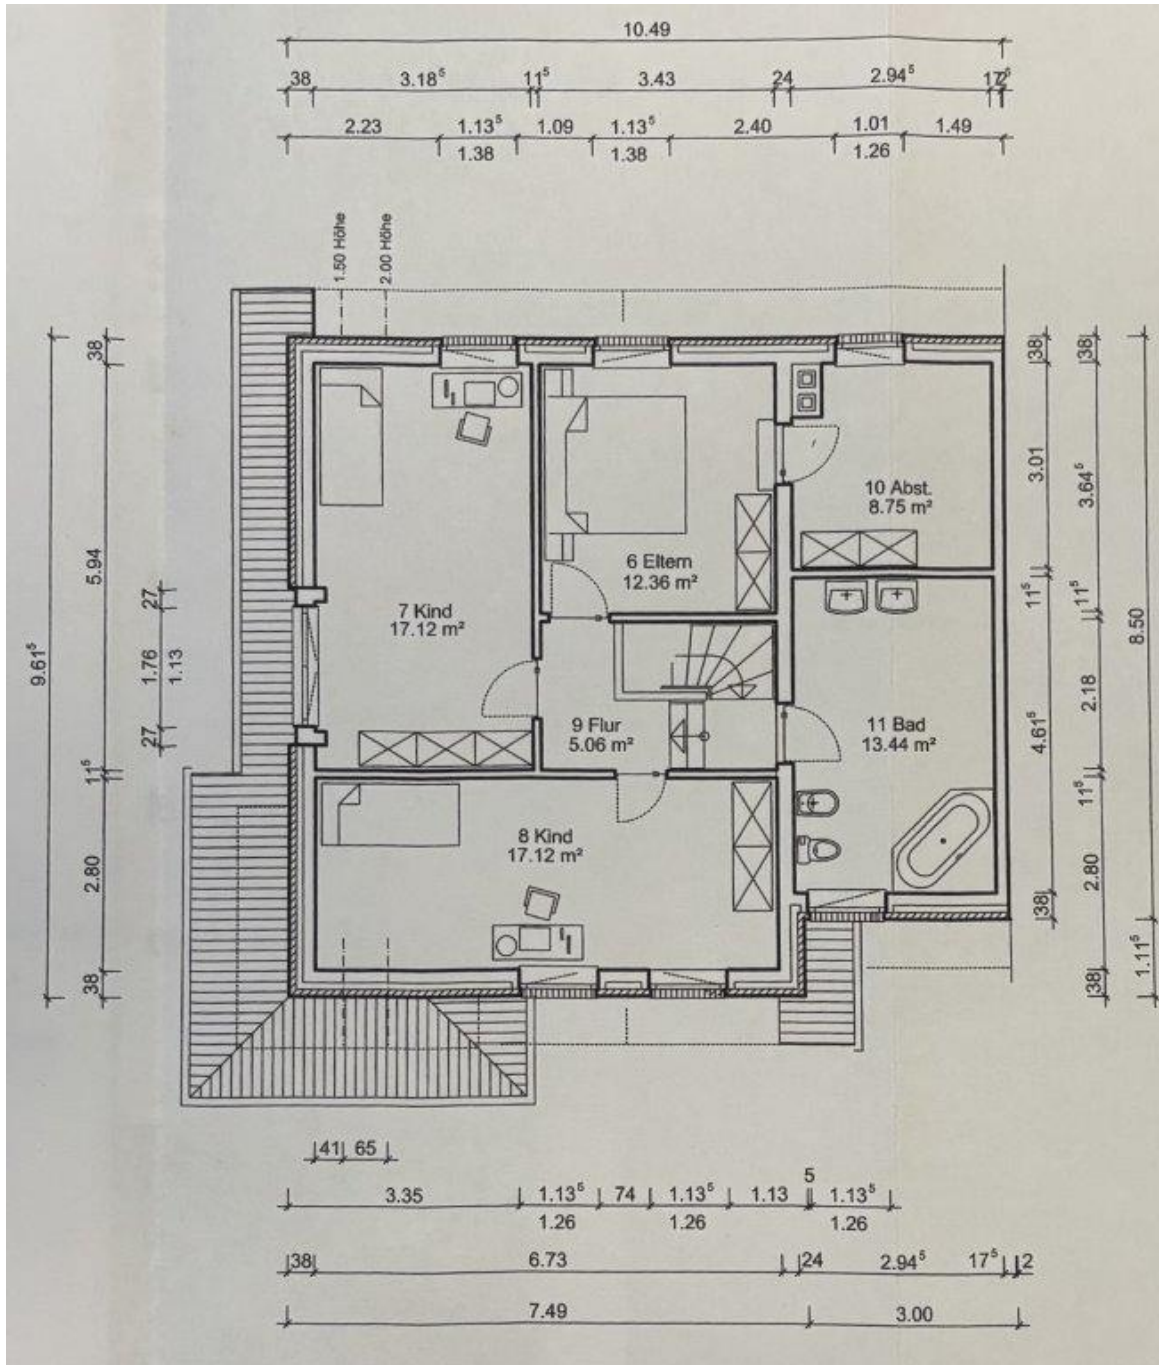 10.49
38 3.18⁵ 11⁵ 3.43 24 2.94⁵ 17⁵ 2
2.23 1.13⁵ 1.09 1.13⁵ 2.40 1.01 1.49
1.38 1.38 1.26
1.50 Höhe
2.00 Höhe
38
38
38
3.01
3.64⁵
10 Abst.
8.75 m²
5.94
6 Eltern
12.36 m²
27
11⁵
11⁵
7 Kind
17.12 m²
8.50
9.61⁵
1.76
1.13
2.18
9 Flur
5.06 m²
11 Bad
13.44 m²
4.61⁵
27
11⁵
11⁵
8 Kind
17.12 m²
2.80
2.80
38
1.11⁵
38
38
41 65
5
3.35 1.13⁵ 74 1.13⁵ 1.13 1.13⁵
1.26 1.26 1.26
38 6.73 24 2.94⁵ 17⁵ 2
7.49 3.00